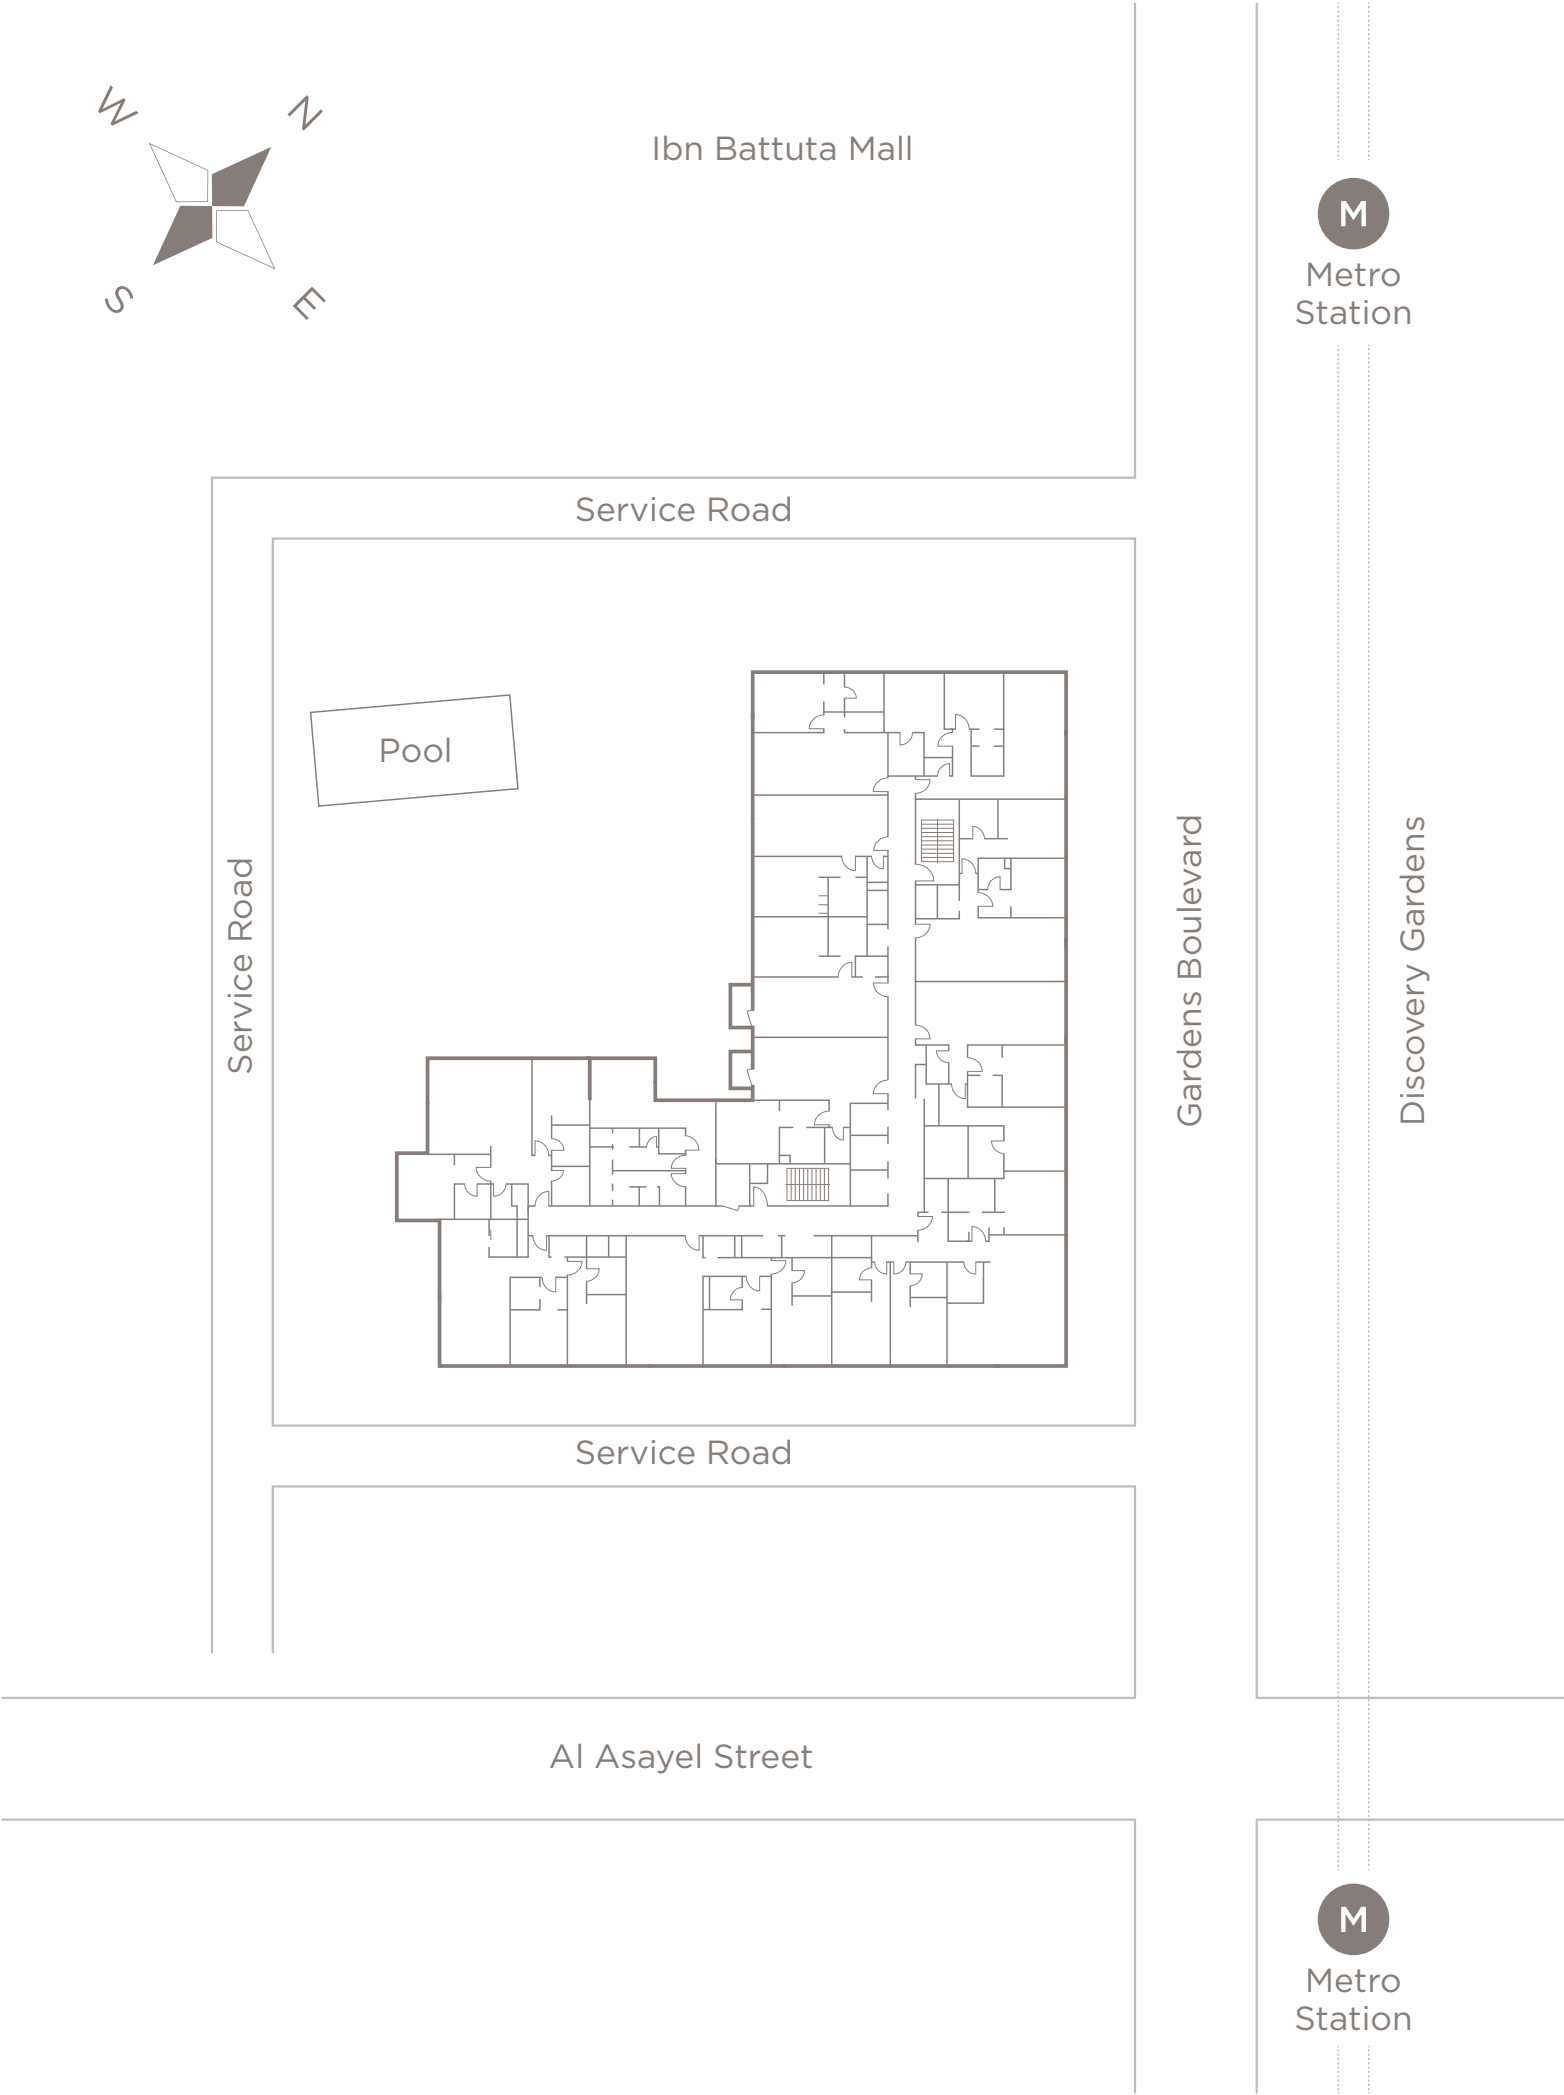 W
N
S
E
Ibn Battuta Mall
M
Metro
Station
Service Road
Pool
Service Road
Gardens Boulevard
Discovery Gardens
Service Road
Al Asayel Street
M
Metro
Station